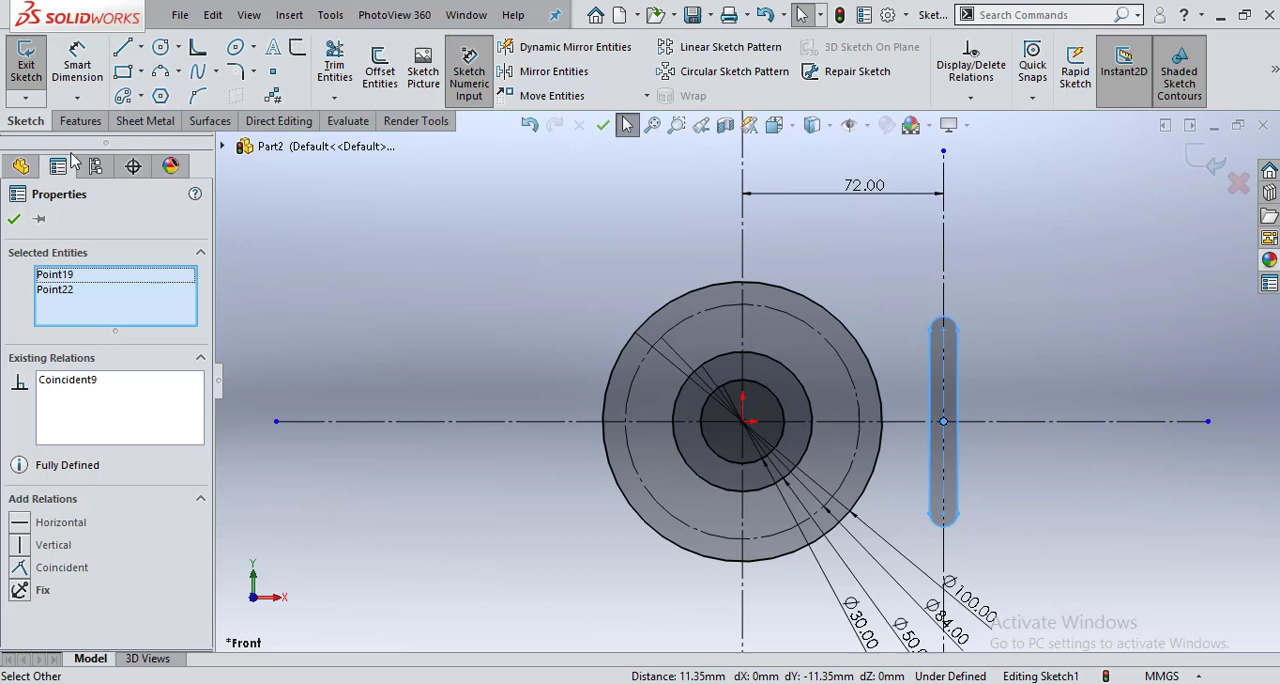 SOLIDWORKS
File Edit View Insert Tools PhotoView 360 Window Help
Sket...
Search Commands
Exit Sketch
Smart Dimension
Trim Entities
Offset Entities
Sketch Picture
Sketch Numeric Input
Dynamic Mirror Entities
Mirror Entities
Move Entities
Linear Sketch Pattern
Circular Sketch Pattern
Wrap
3D Sketch On Plane
Repair Sketch
Display/Delete Relations
Quick Snaps
Rapid Sketch
Instant2D
Shaded Sketch Contours
Sketch Features Sheet Metal Surfaces Direct Editing Evaluate Render Tools
Part2 (Default<<Default>...
Properties
Selected Entities
Point19
Point22
Existing Relations
Coincident9
Fully Defined
Add Relations
Horizontal
Vertical
Coincident
Fix
72.00
Ø100.00
Ø84.00
Ø50.
Ø30.00
Y
X
*Front
Activate Windows
Go to PC settings to activate Windows.
Model 3D Views
Select Other
Distance: 11.35mm dX: 0mm dY: -11.35mm dZ: 0mm Under Defined Editing Sketch1 MMGS